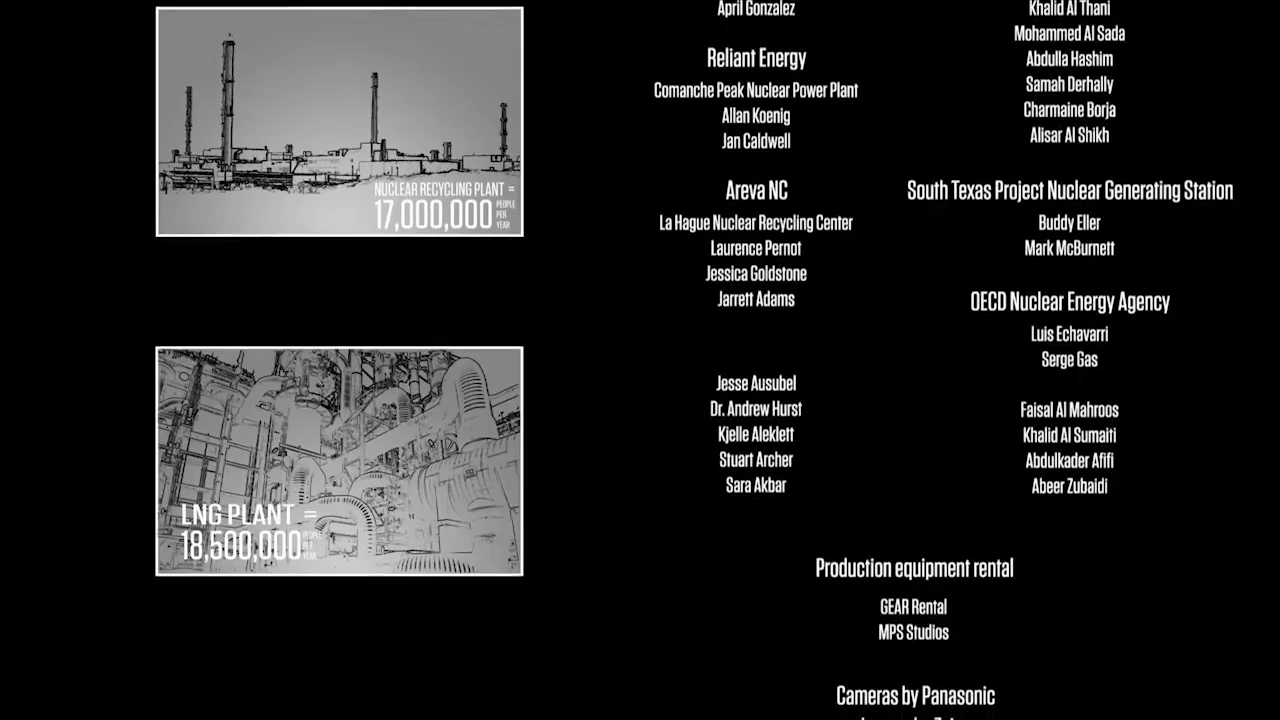 NUCLEAR RECYCLING PLANT =
17,000,000 PEOPLE PER YEAR
LNG PLANT =
18,500,000 PEOPLE PER YEAR
April Gonzalez
Reliant Energy
Comanche Peak Nuclear Power Plant
Allan Koenig
Jan Caldwell
Areva NC
La Hague Nuclear Recycling Center
Laurence Pernot
Jessica Goldstone
Jarrett Adams
Jesse Ausubel
Dr. Andrew Hurst
Kjelle Aleklett
Stuart Archer
Sara Akbar
Khalid Al Thani
Mohammed Al Sada
Abdulla Hashim
Samah Derhally
Charmaine Borja
Alisar Al Shikh
South Texas Project Nuclear Generating Station
Buddy Eller
Mark McBurnett
OECD Nuclear Energy Agency
Luis Echavarri
Serge Gas
Faisal Al Mahroos
Khalid Al Sumaiti
Abdulkader Afifi
Abeer Zubaidi
Production equipment rental
GEAR Rental
MPS Studios
Cameras by Panasonic